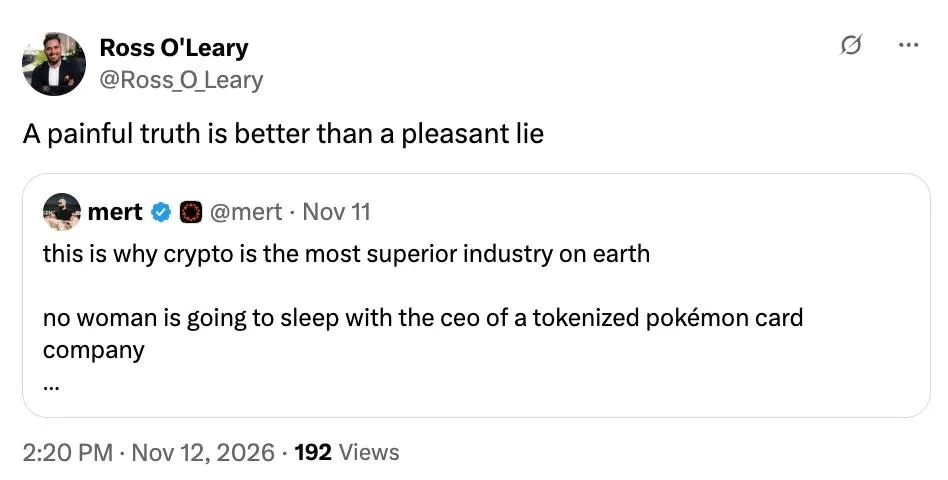 Ross O'Leary
@Ross_O_Leary
A painful truth is better than a pleasant lie
mert @mert · Nov 11
this is why crypto is the most superior industry on earth
no woman is going to sleep with the ceo of a tokenized pokémon card
company
...
2:20 PM · Nov 12, 2026 · 192 Views